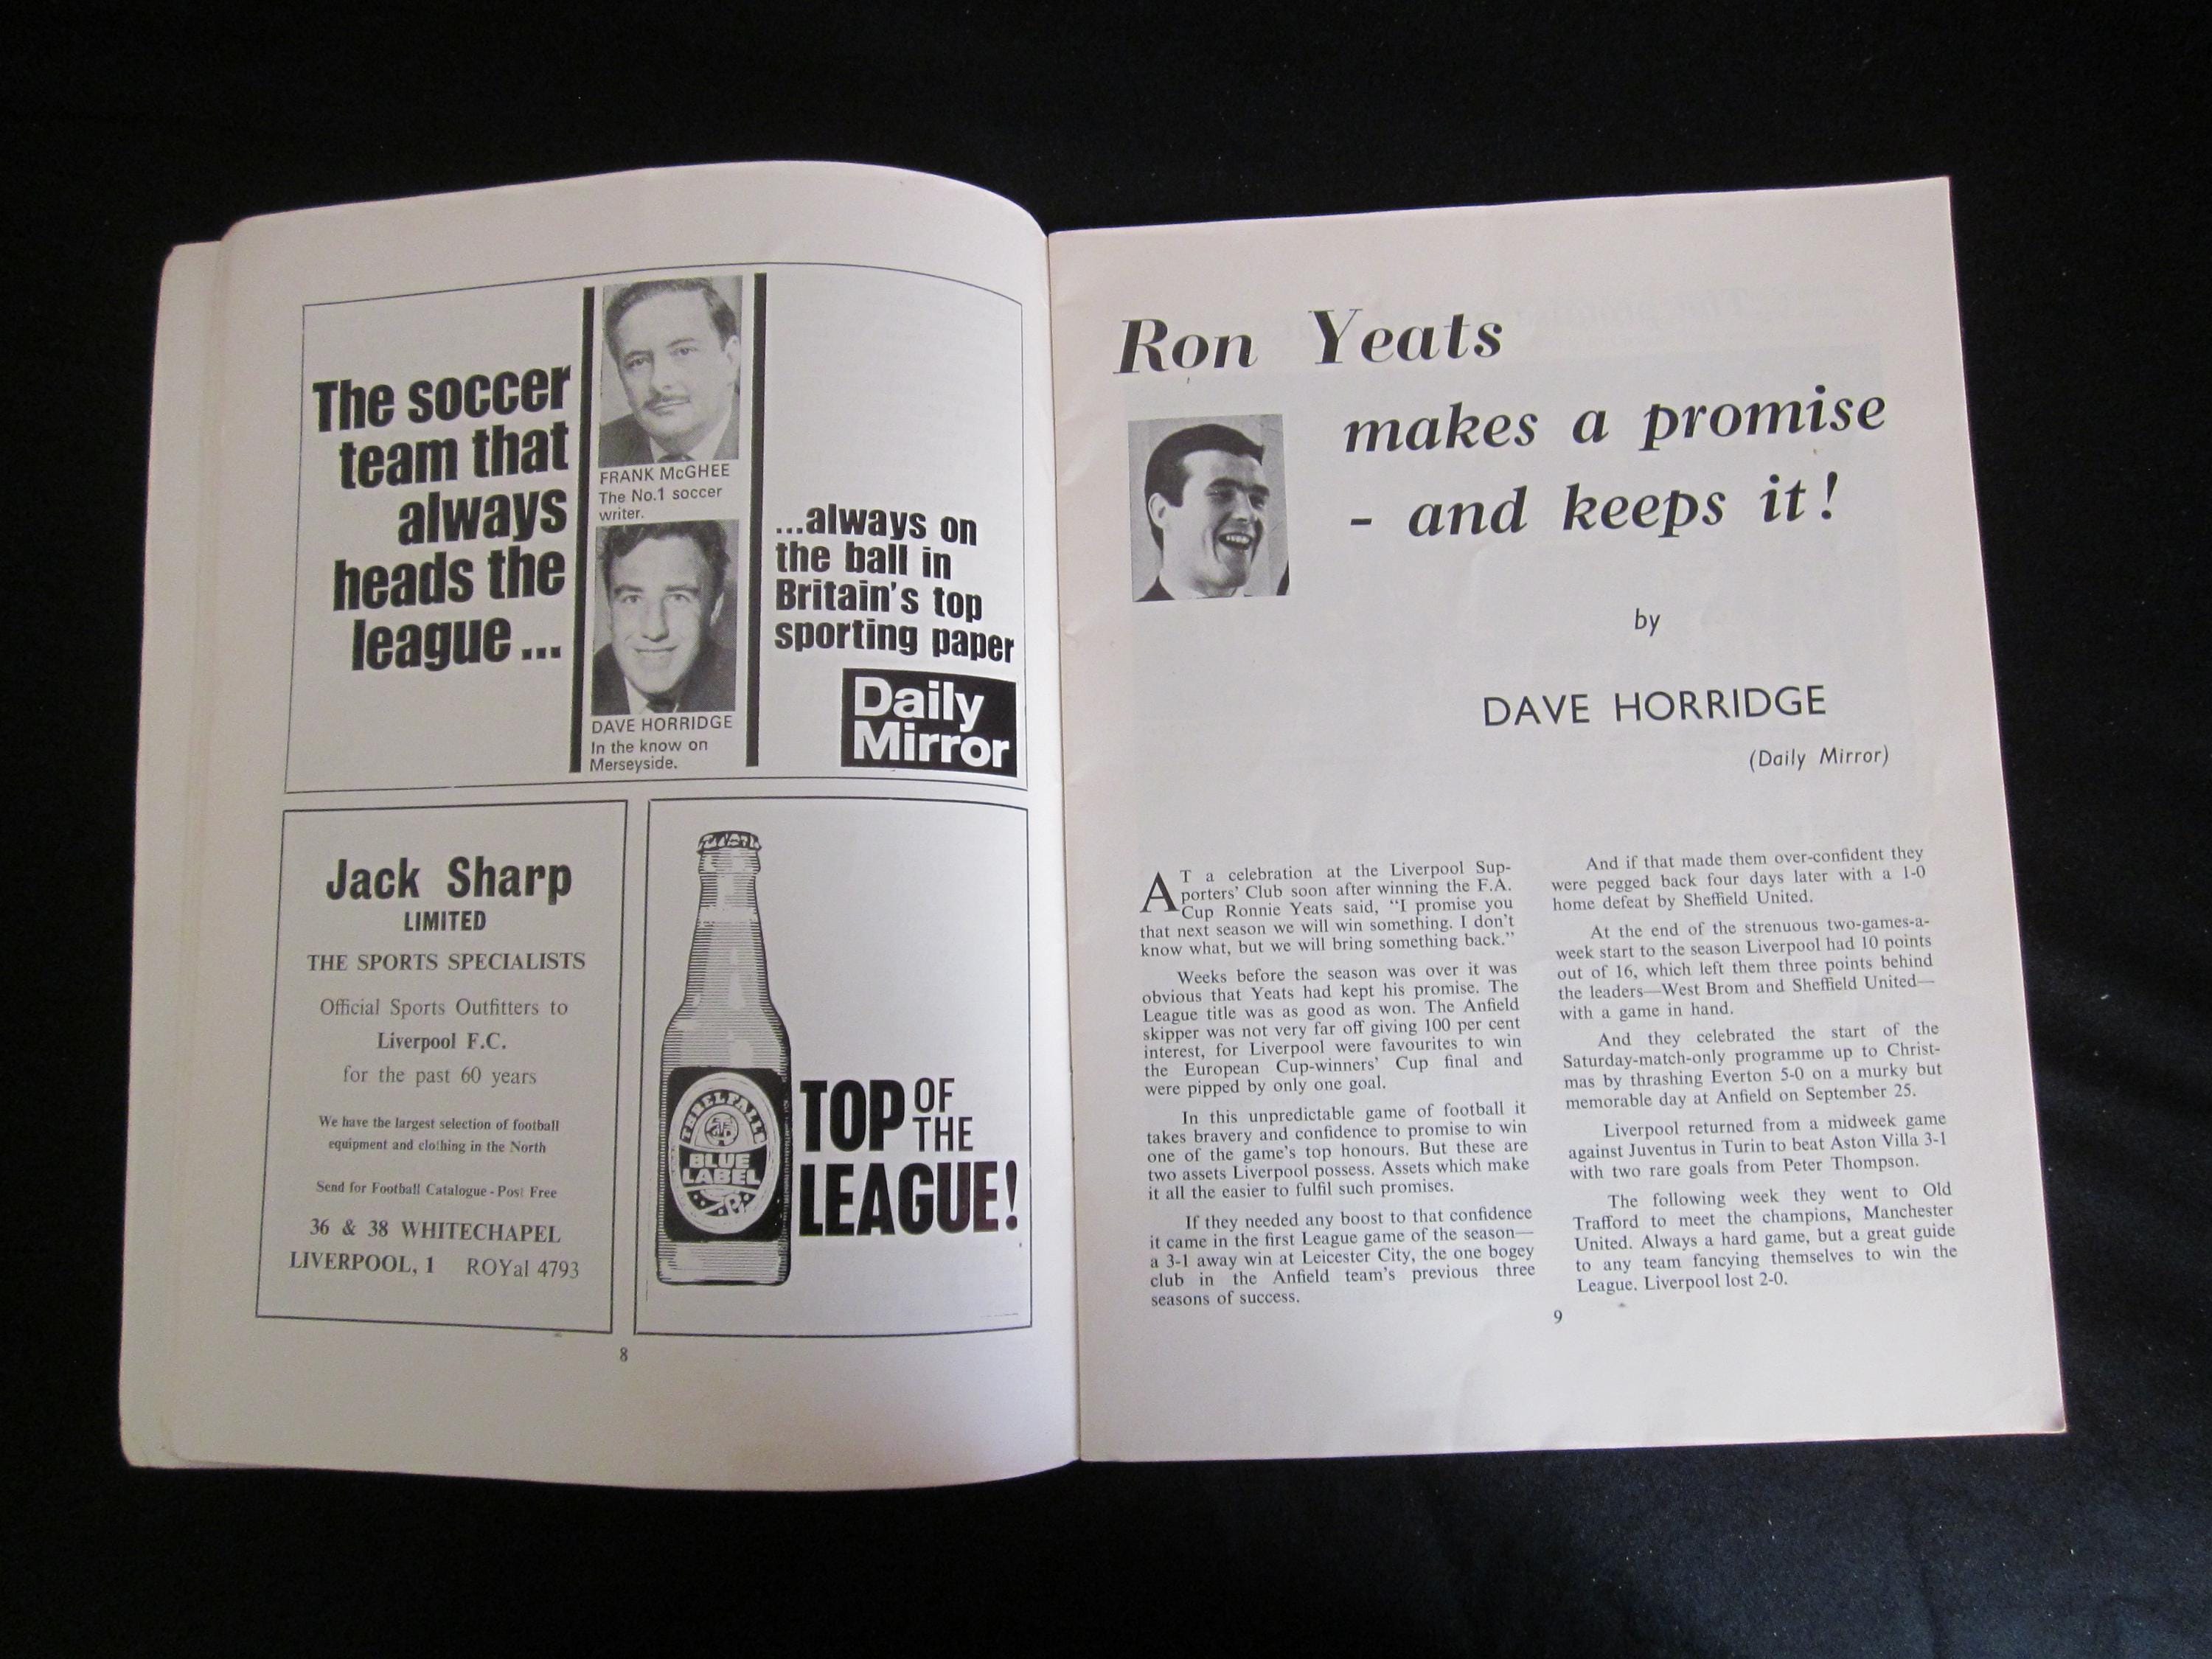 The soccer
team that
always
heads the
league ...
FRANK McGHEE
The No.1 soccer
writer.
DAVE HORRIDGE
In the know on
Merseyside.
...always on
the ball in
Britain's top
sporting paper
Daily
Mirror
Jack Sharp
LIMITED
THE SPORTS SPECIALISTS
Official Sports Outfitters to
Liverpool F.C.
for the past 60 years
We have the largest selection of football
equipment and clothing in the North
Send for Football Catalogue - Post Free
36 & 38 WHITECHAPEL
LIVERPOOL, 1 ROYal 4793
THRELFALL'S
BLUE
LABEL
TOP OF
THE
LEAGUE!
8
Ron Yeats
makes a promise
- and keeps it!
by
DAVE HORRIDGE
(Daily Mirror)
AT a celebration at the Liverpool Sup-
porters' Club soon after winning the F.A.
Cup Ronnie Yeats said, "I promise you
that next season we will win something. I don't
know what, but we will bring something back."
Weeks before the season was over it was
obvious that Yeats had kept his promise. The
League title was as good as won. The Anfield
skipper was not very far off giving 100 per cent
interest, for Liverpool were favourites to win
the European Cup-winners' Cup final and
were pipped by only one goal.
In this unpredictable game of football it
takes bravery and confidence to promise to win
one of the game's top honours. But these are
two assets Liverpool possess. Assets which make
it all the easier to fulfil such promises.
If they needed any boost to that confidence
it came in the first League game of the season—
a 3-1 away win at Leicester City, the one bogey
club in the Anfield team's previous three
seasons of success.
And if that made them over-confident they
were pegged back four days later with a 1-0
home defeat by Sheffield United.
At the end of the strenuous two-games-a-
week start to the season Liverpool had 10 points
out of 16, which left them three points behind
the leaders—West Brom and Sheffield United—
with a game in hand.
And they celebrated the start of the
Saturday-match-only programme up to Christ-
mas by thrashing Everton 5-0 on a murky but
memorable day at Anfield on September 25.
Liverpool returned from a midweek game
against Juventus in Turin to beat Aston Villa 3-1
with two rare goals from Peter Thompson.
The following week they went to Old
Trafford to meet the champions, Manchester
United. Always a hard game, but a great guide
to any team fancying themselves to win the
League. Liverpool lost 2-0.
9